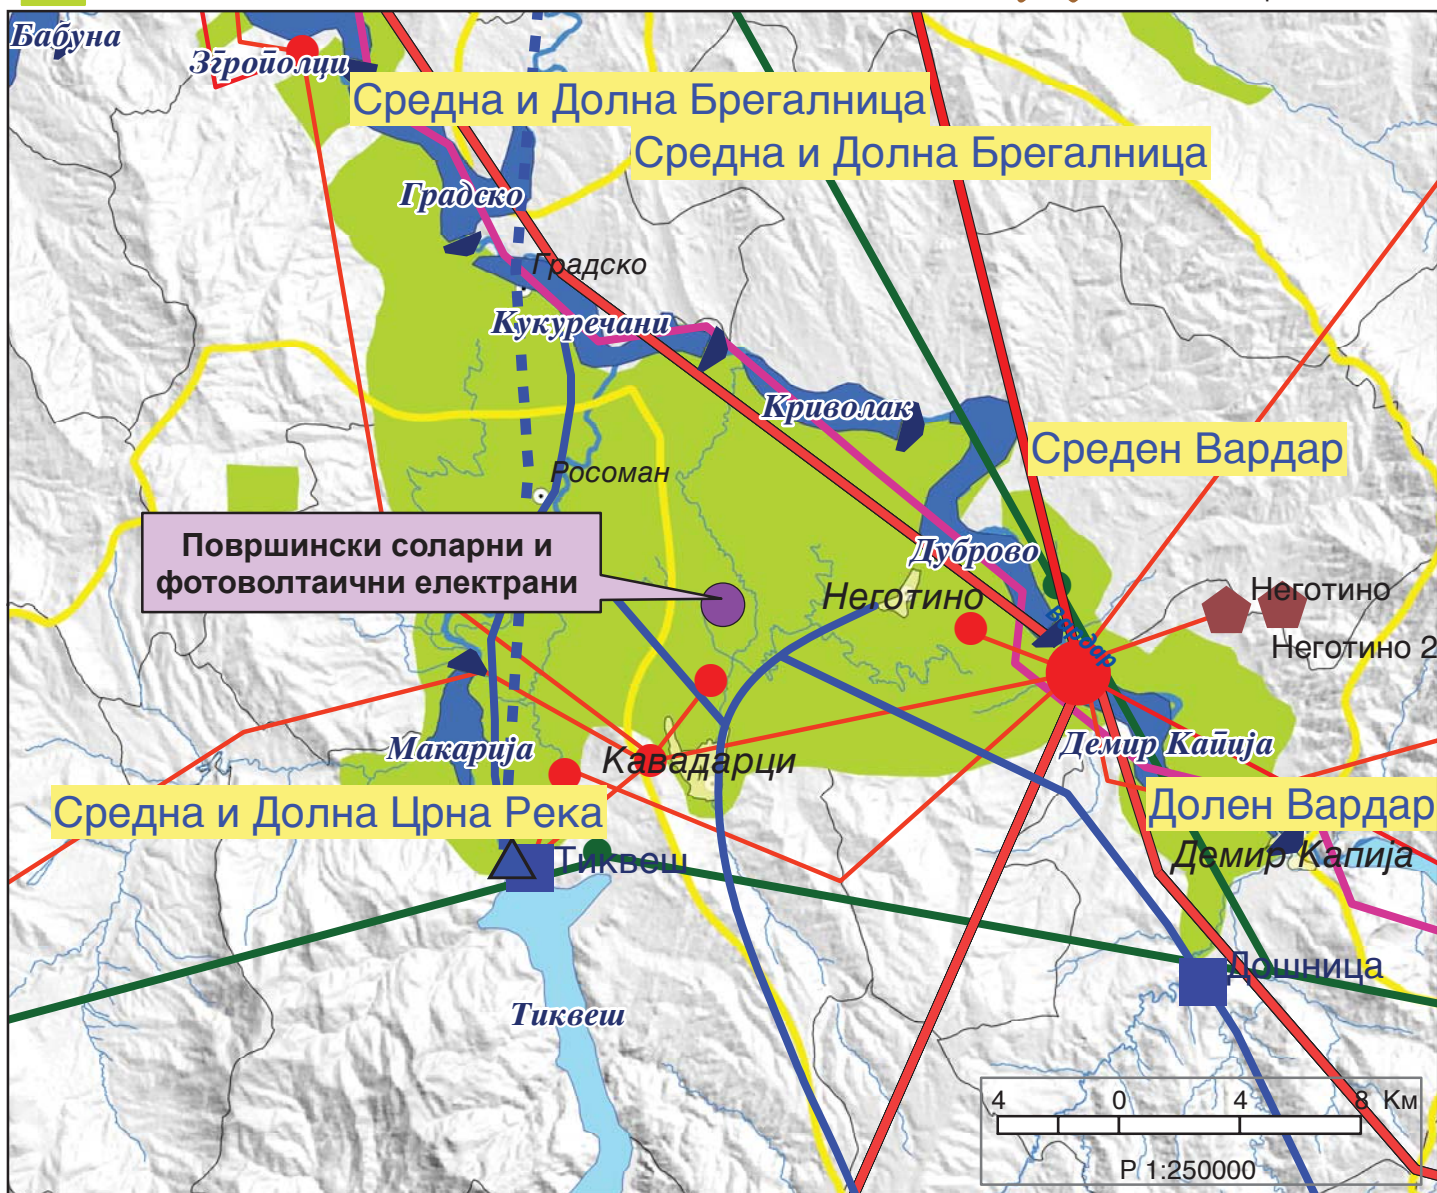 Бабуна
Згрополци
Средна и Долна Брегалница
Средна и Долна Брегалница
Градско
Градско
Кукуречани
Криволак
Среден Вардар
Росоман
Површински соларни и
фотоволтаични електрани
Дуброво
Неготино
Неготино
Вардар
Неготино 2
Макарија
Кавадарци
Демир Капија
Средна и Долна Црна Река
Долен Вардар
Тиквеш
Демир Капија
Дошница
Тиквеш
4 0 4 8 Км
Р 1:250000